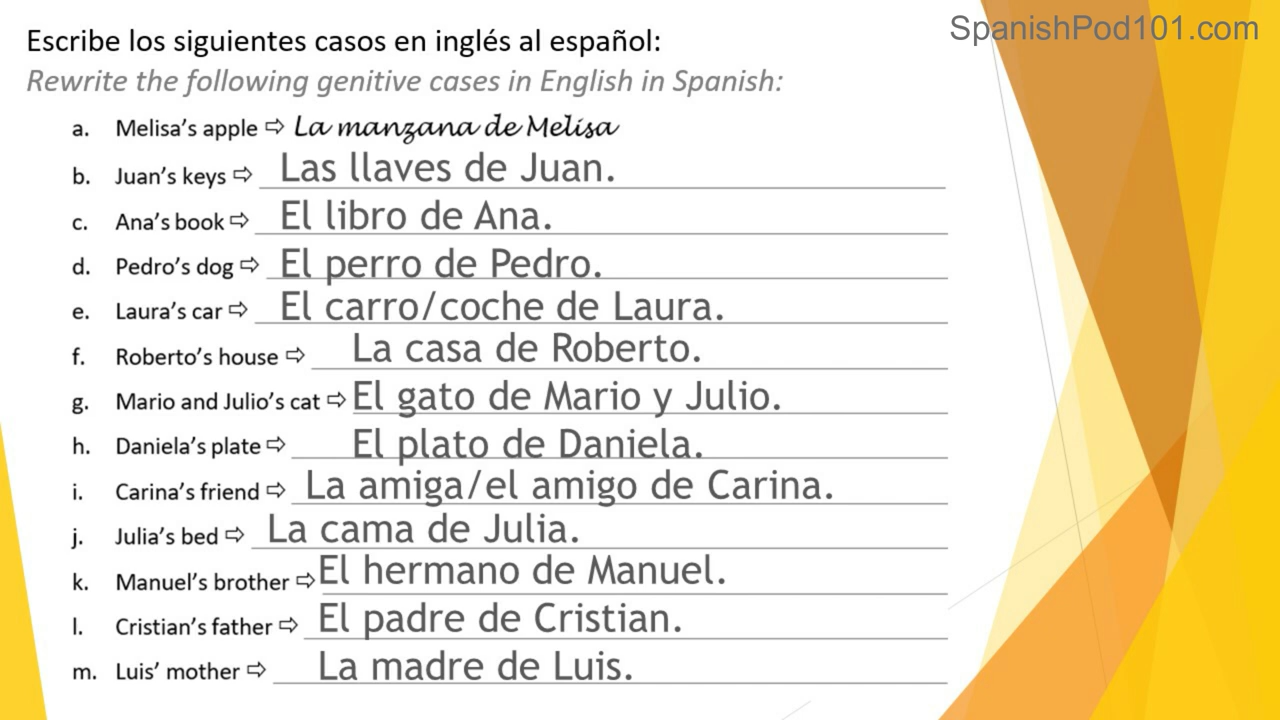 SpanishPod101.com
Escribe los siguientes casos en inglés al español:
Rewrite the following genitive cases in English in Spanish:
a. Melisa's apple ⇨ La manzana de Melisa
b. Juan's keys ⇨ Las llaves de Juan.
c. Ana's book ⇨ El libro de Ana.
d. Pedro's dog ⇨ El perro de Pedro.
e. Laura's car ⇨ El carro/coche de Laura.
f. Roberto's house ⇨ La casa de Roberto.
g. Mario and Julio's cat ⇨ El gato de Mario y Julio.
h. Daniela's plate ⇨ El plato de Daniela.
i. Carina's friend ⇨ La amiga/el amigo de Carina.
j. Julia's bed ⇨ La cama de Julia.
k. Manuel's brother ⇨ El hermano de Manuel.
l. Cristian's father ⇨ El padre de Cristian.
m. Luis' mother ⇨ La madre de Luis.